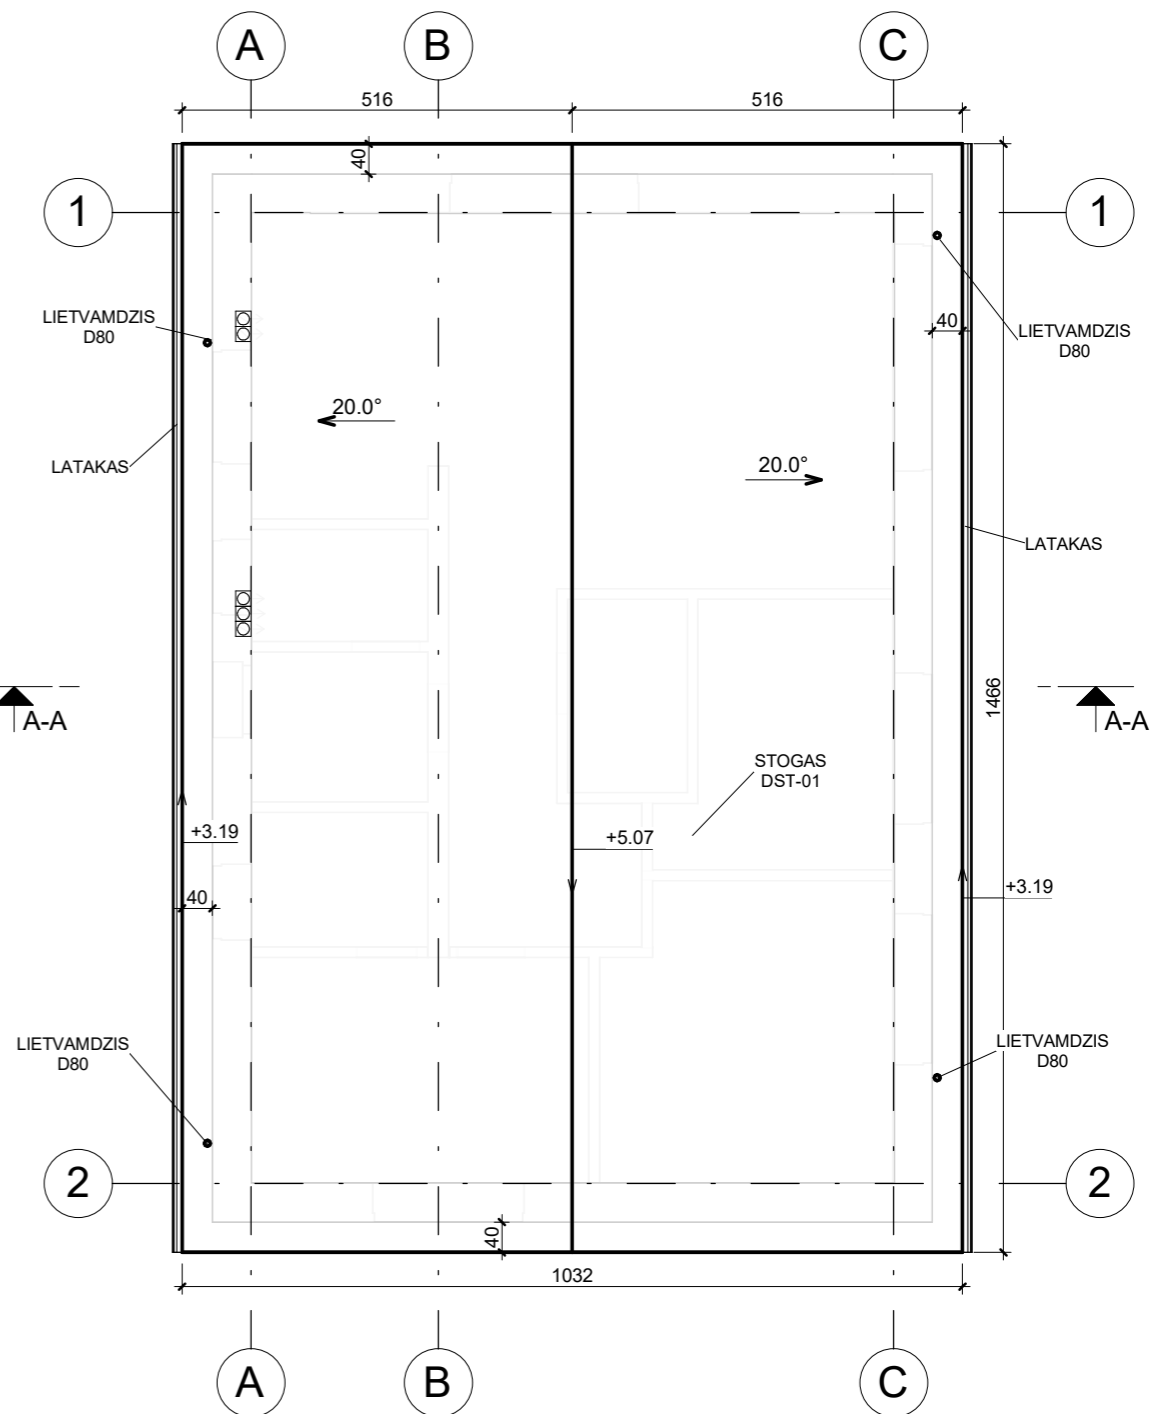 A
B
C
516
516
40
1
1
LIETVAMDZIS
D80
40
LIETVAMDZIS
D80
20.0°
LATAKAS
20.0°
LATAKAS
1466
A-A
A-A
STOGAS
DST-01
+3.19
+5.07
40
+3.19
LIETVAMDZIS
D80
LIETVAMDZIS
D80
2
2
40
1032
A
B
C